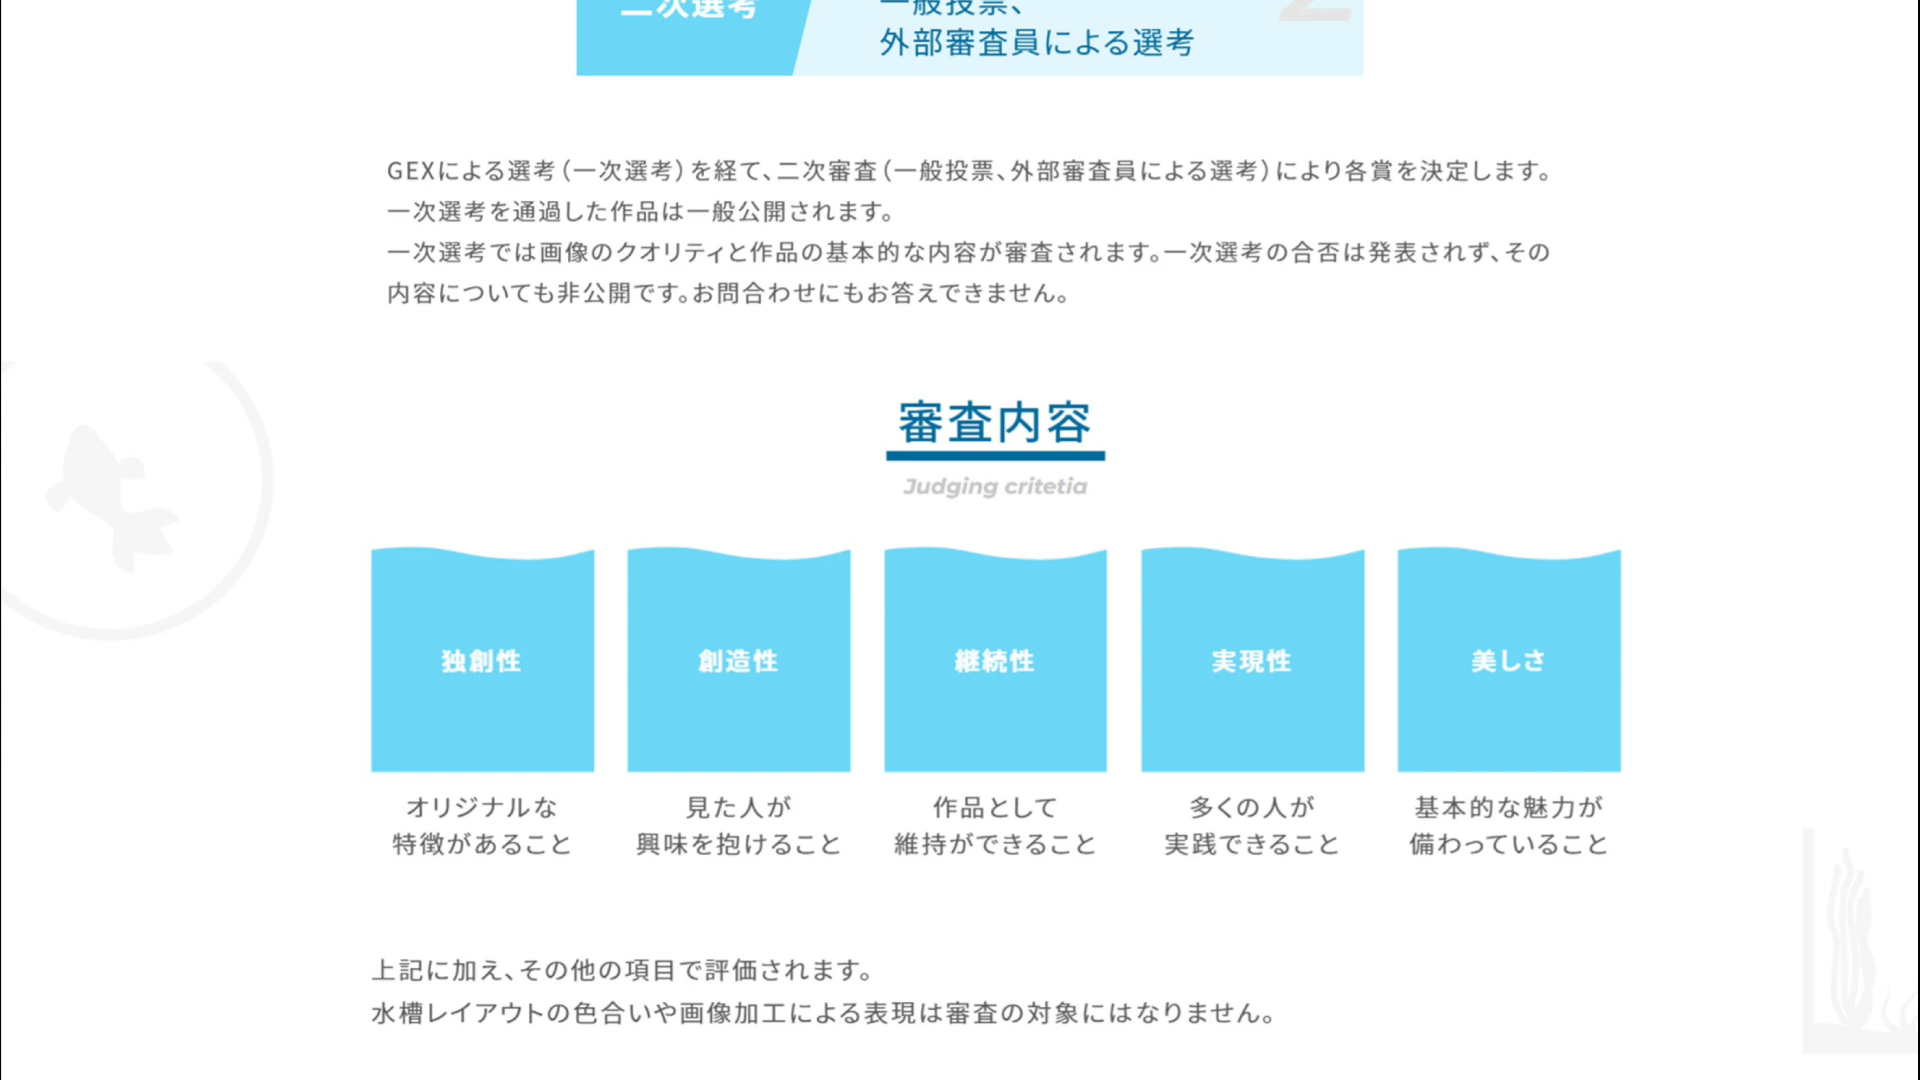 二次選考
一般投票、
2
外部審査員による選考
GEXによる選考（一次選考）を経て、二次審査（一般投票、外部審査員による選考）により各賞を決定します。
一次選考を通過した作品は一般公開されます。
一次選考では画像のクオリティと作品の基本的な内容が審査されます。一次選考の合否は発表されず、その
内容についても非公開です。お問合わせにもお答えできません。
審査内容
Judging critetia
独創性
創造性
継続性
実現性
美しさ
オリジナルな
特徴があること
見た人が
興味を抱けること
作品として
維持ができること
多くの人が
実践できること
基本的な魅力が
備わっていること
上記に加え、その他の項目で評価されます。
水槽レイアウトの色合いや画像加工による表現は審査の対象にはなりません。